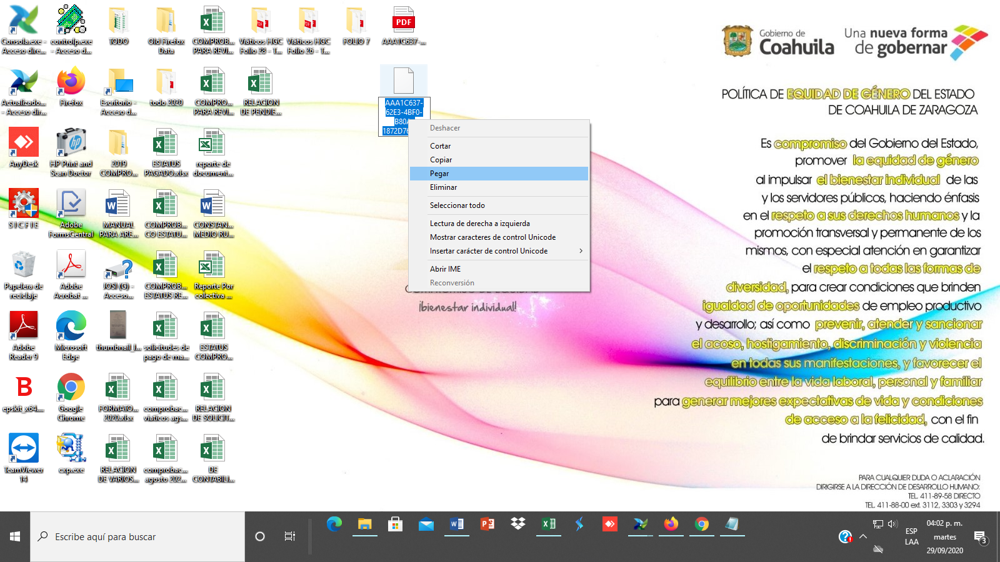 Consola.exe -
Acceso dire...
controlp.exe
- Acceso d...
TODO
Old Firefox
Data
COMPROB...
PARA REVI...
Viaticos HGC
Folio 28 - T...
Viaticos HGC
Folio 26 - T...
FOLIO 7
PDF
AAA1C637-...
Actualizado...
- Acceso dir...
Firefox
Escritorio -
Acceso d...
todo 2020
COMPRO...
PARA REVI...
RELACION
DE PENDIE...
AAA1C637-
62E3-4BF0-
B80A-
1872D76
AnyDesk
HP Print and
Scan Doctor
2019
COMPRO...
ESTATUS
PAGADO.xlsx
reporte de
document...
S I C F I E
Adobe
FormsCentral
MANUAL
PARA ARE...
COMPROB...
CO ESTATU...
CONSTAN...
MEDIO RU...
Papelera de
reciclaje
Adobe
Acrobat ...
JOSI (G) -
Acceso...
COMPROB...
ESTATUS RE...
Reporte Por
colectiva ...
Adobe
Reader 9
Microsoft
Edge
thumbnail_I...
solicitudes de
pago de ma...
ESTATUS
COMPRO...
epskit_x64....
Google
Chrome
FORMATO...
2020.xlsx
comprobac...
viaticos ags...
RELACION
DE SOLICIT...
TeamViewer
14
cxp.exe
RELACION
DE VARIOS...
comprobac...
agosto 202...
DE
CONTABILI...
Deshacer
Cortar
Copiar
Pegar
Eliminar
Seleccionar todo
Lectura de derecha a izquierda
Mostrar caracteres de control Unicode
Insertar carácter de control Unicode
Abrir IME
Reconversión
¡bienestar individual!
Gobierno de
Coahuila
Una nueva forma
de gobernar
POLÍTICA DE EQUIDAD DE GÉNERO DEL ESTADO
DE COAHUILA DE ZARAGOZA
Es compromiso del Gobierno del Estado,
promover la equidad de género
al impulsar el bienestar individual de las
y los servidores públicos, haciendo énfasis
en el respeto a sus derechos humanos y la
promoción transversal y permanente de los
mismos, con especial atención en garantizar
el respeto a todas las formas de
diversidad, para crear condiciones que brinden
igualdad de oportunidades de empleo productivo
y desarrollo; así como prevenir, atender y sancionar
el acoso, hostigamiento, discriminación y violencia
en todas sus manifestaciones, y favorecer el
equilibrio entre la vida laboral, personal y familiar
para generar mejores expectativas de vida y condiciones
de acceso a la felicidad, con el fin
de brindar servicios de calidad.
PARA CUALQUIER DUDA O ACLARACIÓN
DIRIGIRSE A LA DIRECCIÓN DE DESARROLLO HUMANO:
TEL. 411-89-58 DIRECTO
TEL. 411-88-00 ext. 3112, 3303 y 3294
Escribe aquí para buscar
ESP
LAA
04:02 p. m.
martes
29/09/2020
3